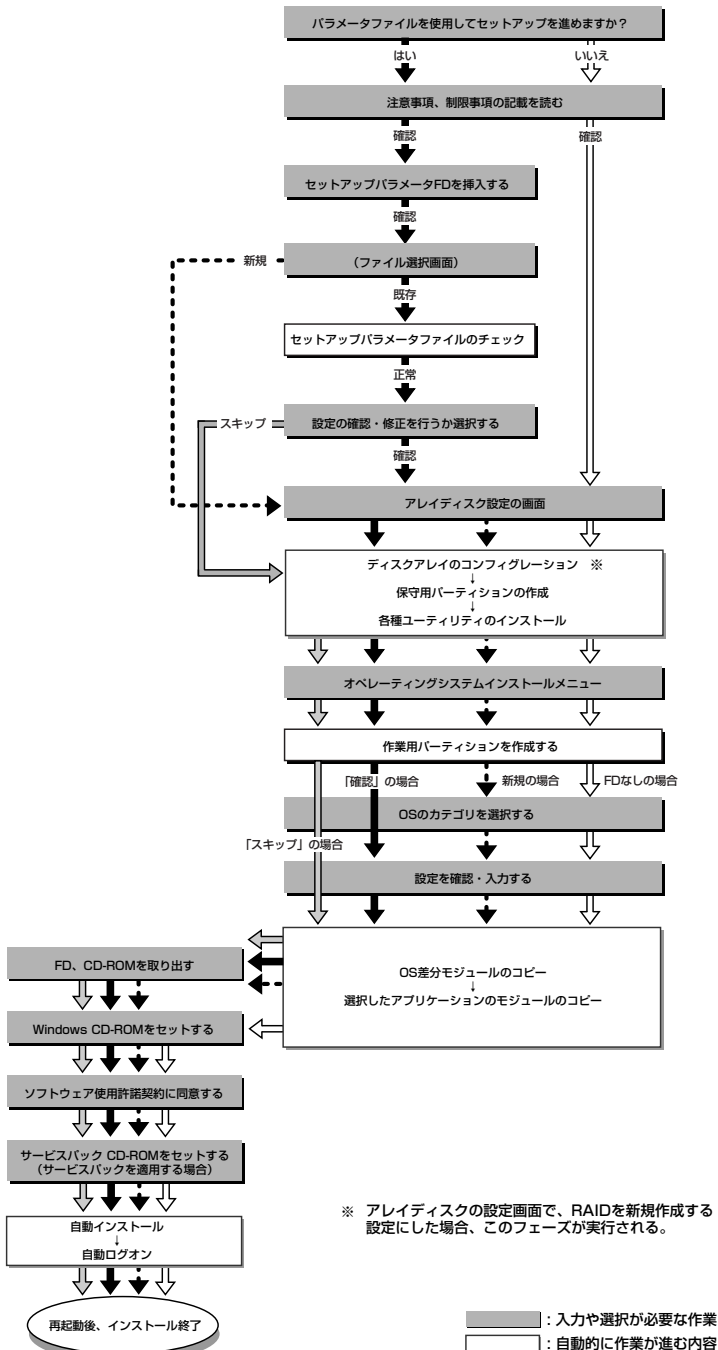 パラメータファイルを使用してセットアップを進めますか？
はい
いいえ
注意事項、制限事項の記載を読む
確認
確認
セットアップパラメータFDを挿入する
確認
新規
（ファイル選択画面）
既存
セットアップパラメータファイルのチェック
正常
スキップ
設定の確認・修正を行うか選択する
確認
アレイディスク設定の画面
ディスクアレイのコンフィグレーション ※
↓
保守用パーティションの作成
↓
各種ユーティリティのインストール
オペレーティングシステムインストールメニュー
作業用パーティションを作成する
「確認」の場合
新規の場合
FDなしの場合
OSのカテゴリを選択する
「スキップ」の場合
設定を確認・入力する
OS差分モジュールのコピー
↓
選択したアプリケーションのモジュールのコピー
FD、CD-ROMを取り出す
Windows CD-ROMをセットする
ソフトウェア使用許諾契約に同意する
サービスパック CD-ROMをセットする
（サービスパックを適用する場合）
自動インストール
↓
自動ログオン
再起動後、インストール終了
※ アレイディスクの設定画面で、RAIDを新規作成する
設定にした場合、このフェーズが実行される。
：入力や選択が必要な作業
：自動的に作業が進む内容